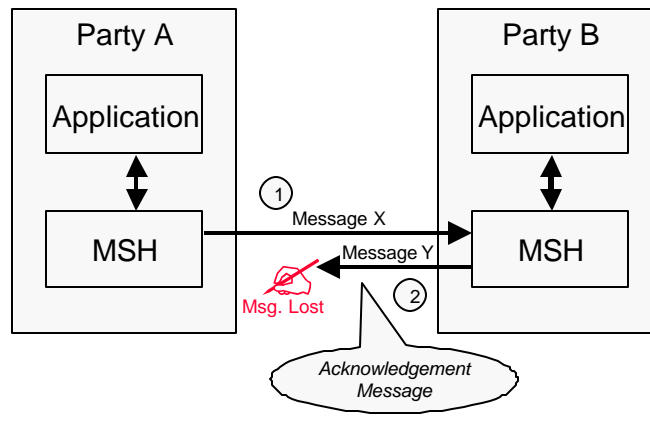 Party A
Party B
Application
Application
1
Message X
MSH
MSH
Message Y
Msg. Lost
2
Acknowledgement
Message